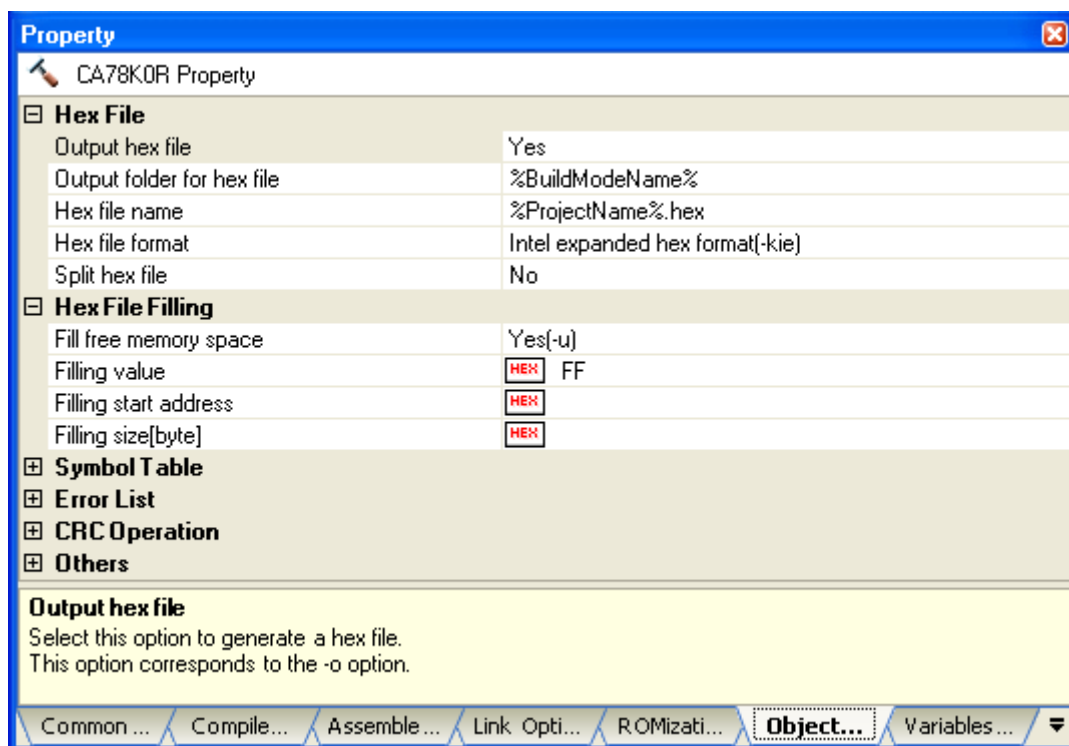 Property
CA78K0R Property
Hex File
Output hex file Yes
Output folder for hex file %BuildModeName%
Hex file name %ProjectName%.hex
Hex file format Intel expanded hex format(-kie)
Split hex file No
Hex File Filling
Fill free memory space Yes(-u)
Filling value HEX FF
Filling start address HEX
Filling size[byte] HEX
Symbol Table
Error List
CRC Operation
Others
Output hex file
Select this option to generate a hex file.
This option corresponds to the -o option.
Common ... Compile... Assemble... Link Opti... ROMizati... Object... Variables...